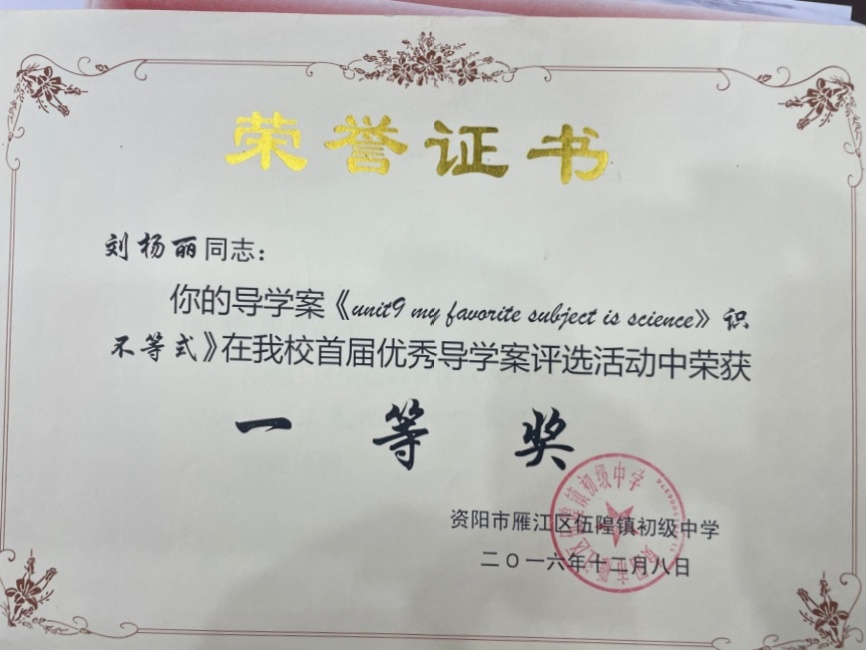 荣誉证书
刘杨丽同志：
你的导学案《unit9 my favorite subject is science》识
不等式》在我校首届优秀导学案评选活动中荣获
一等奖
资阳市雁江区伍隍镇初级中学
二〇一六年十二月八日